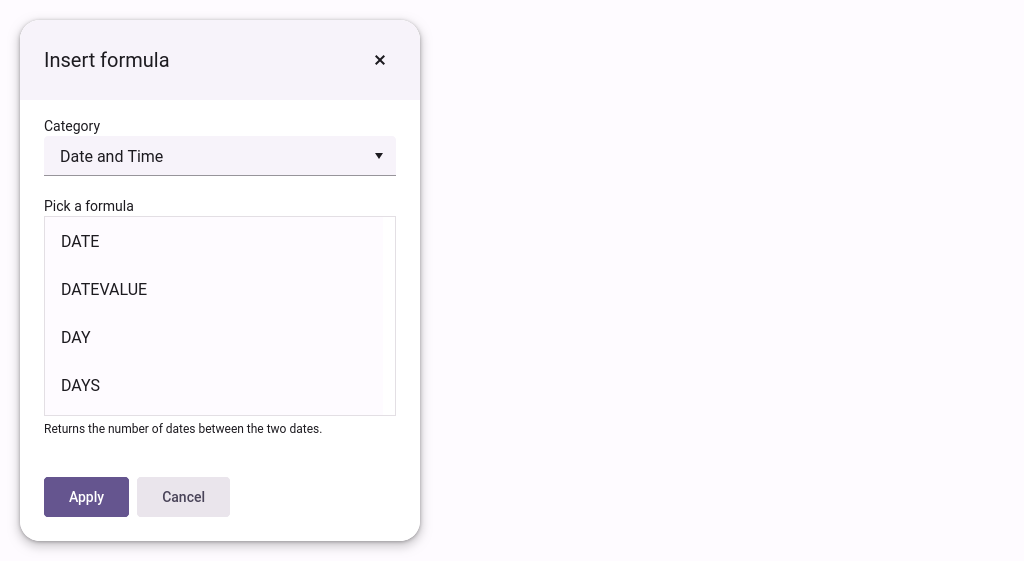 Insert formula
Category
Date and Time
Pick a formula
DATE
DATEVALUE
DAY
DAYS
Returns the number of dates between the two dates.
Apply
Cancel